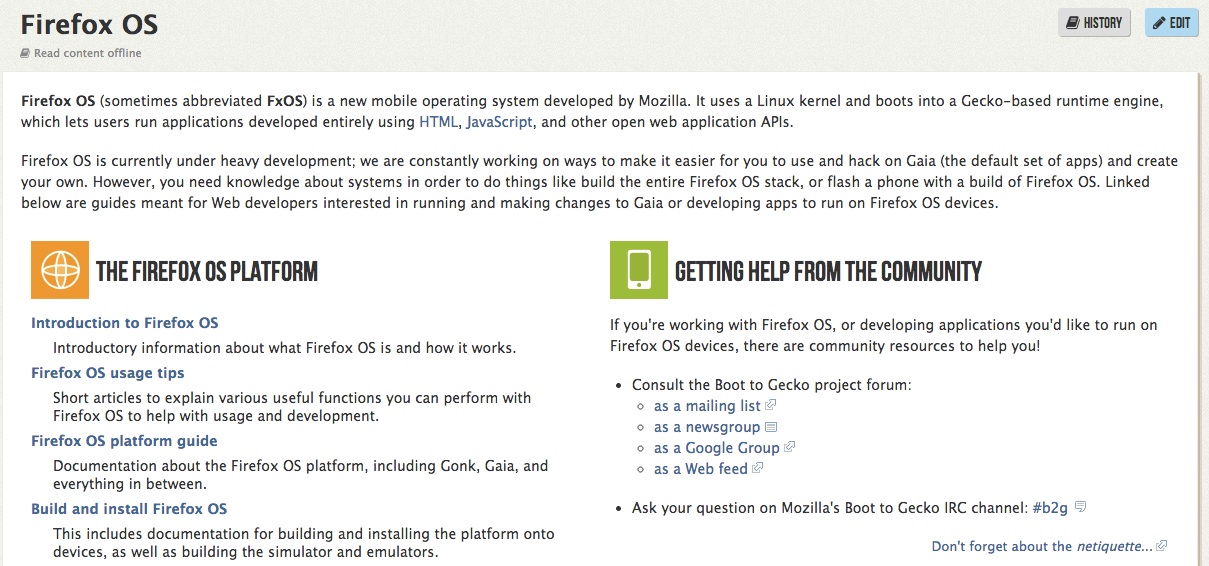 Firefox OS
HISTORY
EDIT
Read content offline
Firefox OS (sometimes abbreviated FxOS) is a new mobile operating system developed by Mozilla. It uses a Linux kernel and boots into a Gecko-based runtime engine,
which lets users run applications developed entirely using HTML, JavaScript, and other open web application APIs.
Firefox OS is currently under heavy development; we are constantly working on ways to make it easier for you to use and hack on Gaia (the default set of apps) and create
your own. However, you need knowledge about systems in order to do things like build the entire Firefox OS stack, or flash a phone with a build of Firefox OS. Linked
below are guides meant for Web developers interested in running and making changes to Gaia or developing apps to run on Firefox OS devices.
THE FIREFOX OS PLATFORM
Introduction to Firefox OS
Introductory information about what Firefox OS is and how it works.
Firefox OS usage tips
Short articles to explain various useful functions you can perform with
Firefox OS to help with usage and development.
Firefox OS platform guide
Documentation about the Firefox OS platform, including Gonk, Gaia, and
everything in between.
Build and install Firefox OS
This includes documentation for building and installing the platform onto
devices, as well as building the simulator and emulators.
GETTING HELP FROM THE COMMUNITY
If you're working with Firefox OS, or developing applications you'd like to run on
Firefox OS devices, there are community resources to help you!
• Consult the Boot to Gecko project forum:
○ as a mailing list
○ as a newsgroup
○ as a Google Group
○ as a Web feed
• Ask your question on Mozilla's Boot to Gecko IRC channel: #b2g
Don't forget about the netiquette...